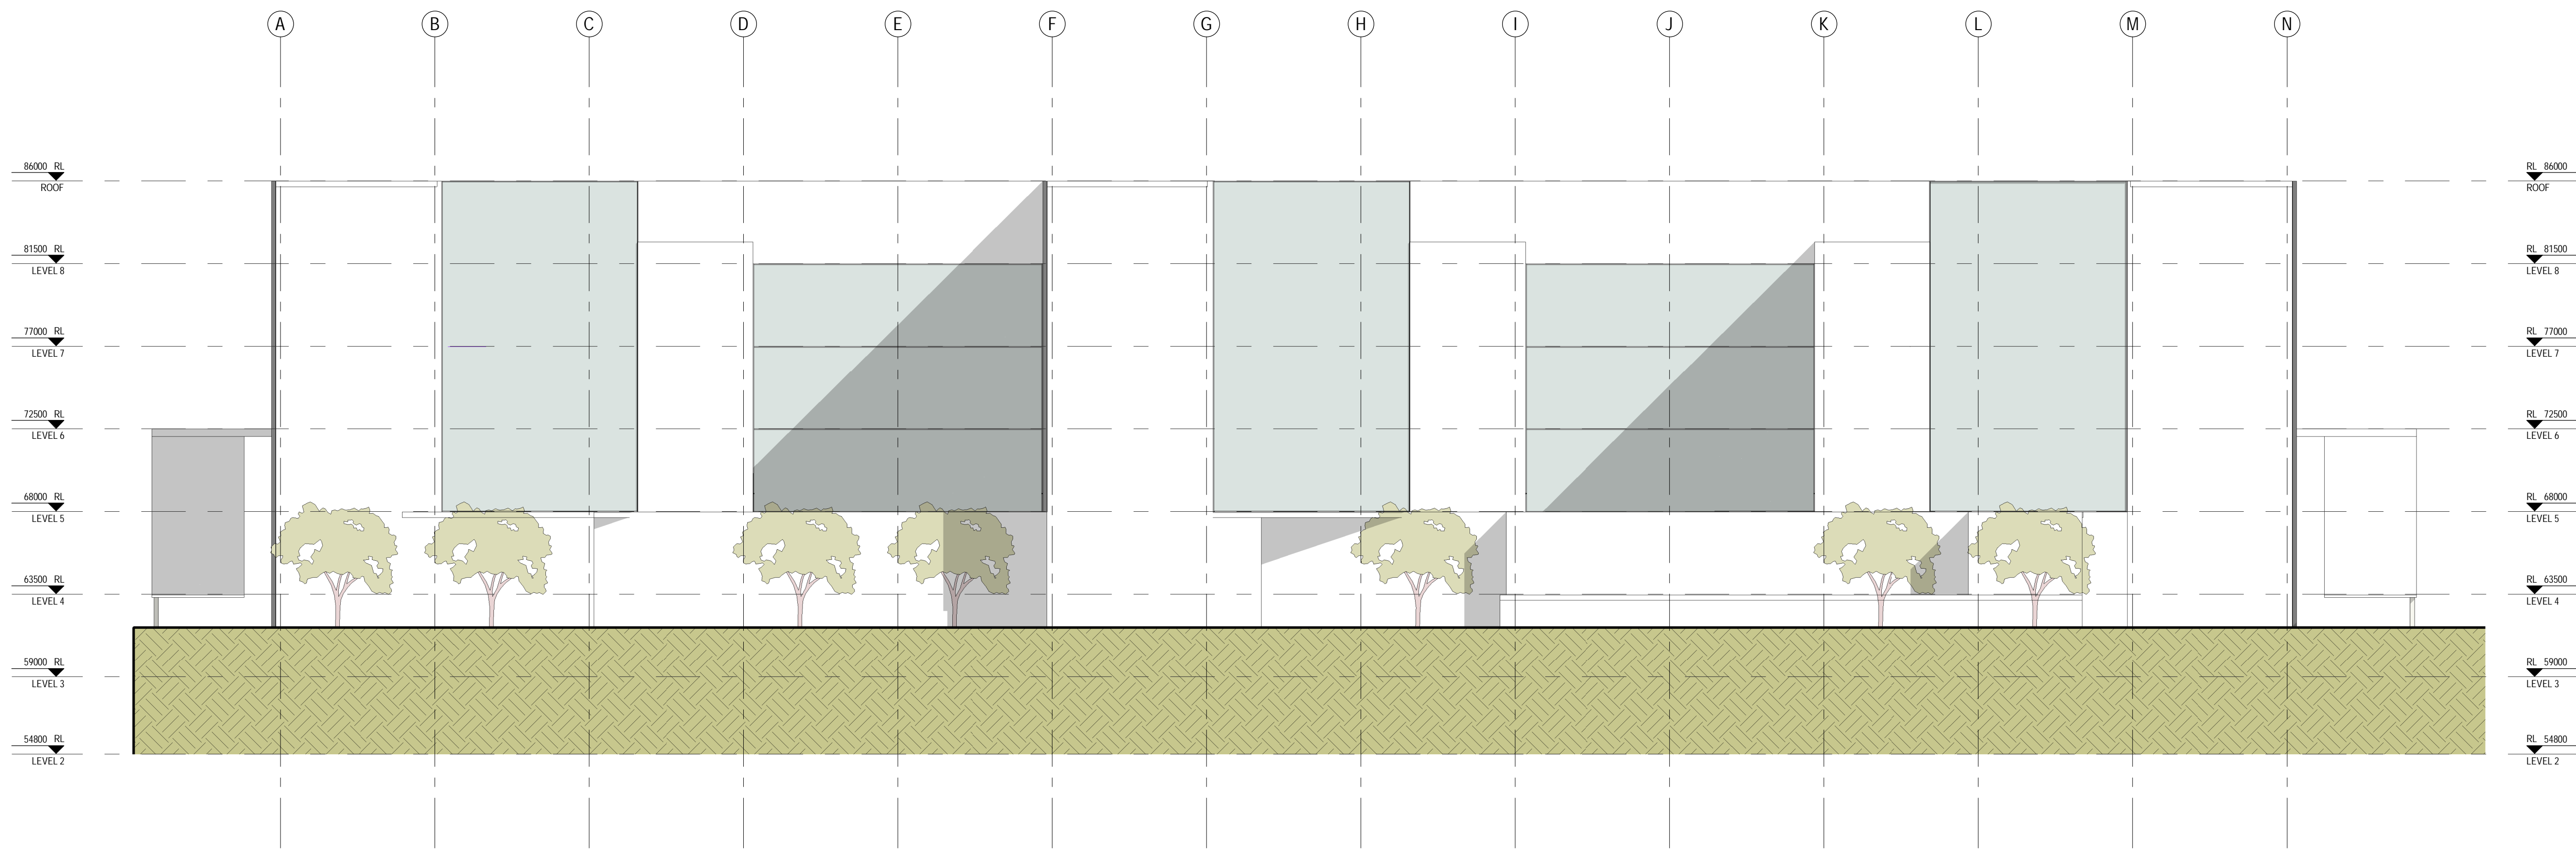 A B C D E F G H I J K L M N
86000 RL
ROOF
81500 RL
LEVEL 8
77000 RL
LEVEL 7
72500 RL
LEVEL 6
68000 RL
LEVEL 5
63500 RL
LEVEL 4
59000 RL
LEVEL 3
54800 RL
LEVEL 2
RL 86000
ROOF
RL 81500
LEVEL 8
RL 77000
LEVEL 7
RL 72500
LEVEL 6
RL 68000
LEVEL 5
RL 63500
LEVEL 4
RL 59000
LEVEL 3
RL 54800
LEVEL 2